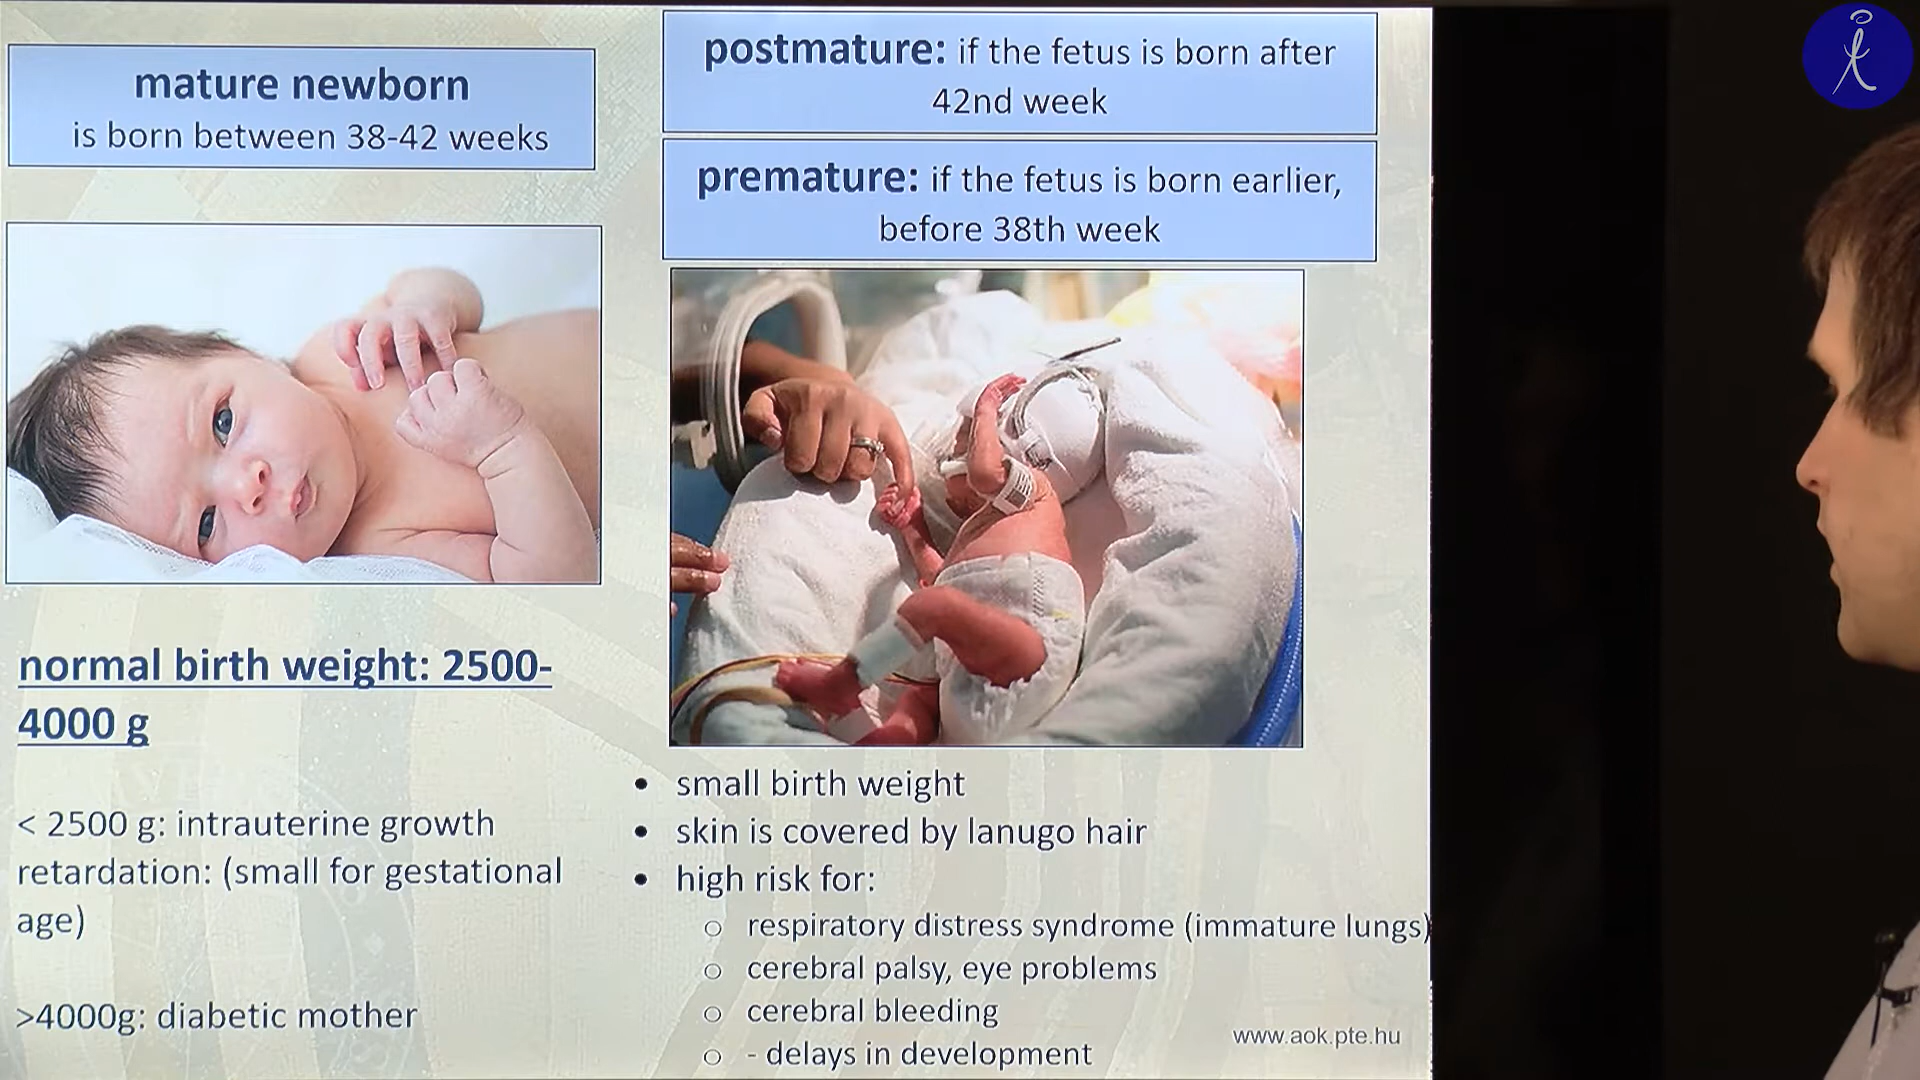 mature newborn
is born between 38-42 weeks
postmature: if the fetus is born after
42nd week
premature: if the fetus is born earlier,
before 38th week
normal birth weight: 2500-
4000 g
< 2500 g: intrauterine growth
retardation: (small for gestational
age)
>4000g: diabetic mother
• small birth weight
• skin is covered by lanugo hair
• high risk for:
○ respiratory distress syndrome (immature lungs)
○ cerebral palsy, eye problems
○ cerebral bleeding
○ - delays in development
www.aok.pte.hu